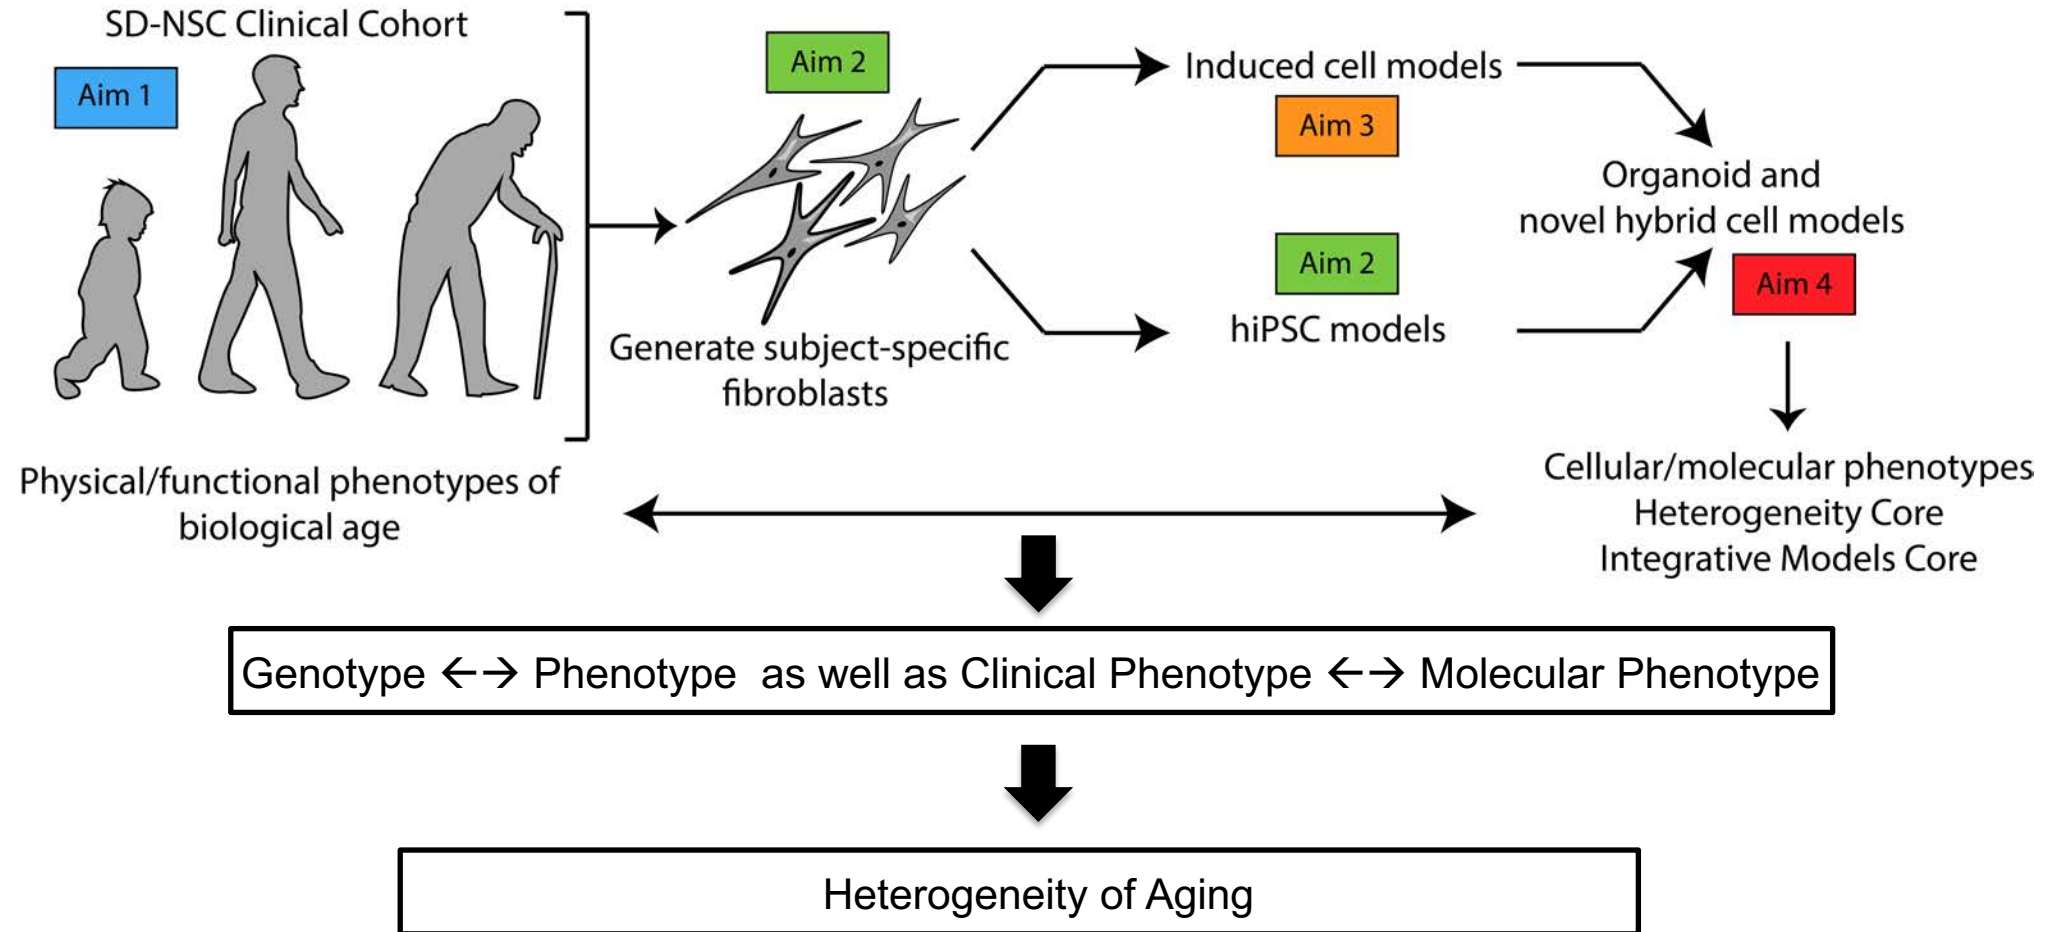 SD-NSC Clinical Cohort
Aim 1
Physical/functional phenotypes of
biological age
Aim 2
Generate subject-specific
fibroblasts
Induced cell models
Aim 3
Aim 2
hiPSC models
Organoid and
novel hybrid cell models
Aim 4
Cellular/molecular phenotypes
Heterogeneity Core
Integrative Models Core
Genotype ←→ Phenotype as well as Clinical Phenotype ←→ Molecular Phenotype
Heterogeneity of Aging